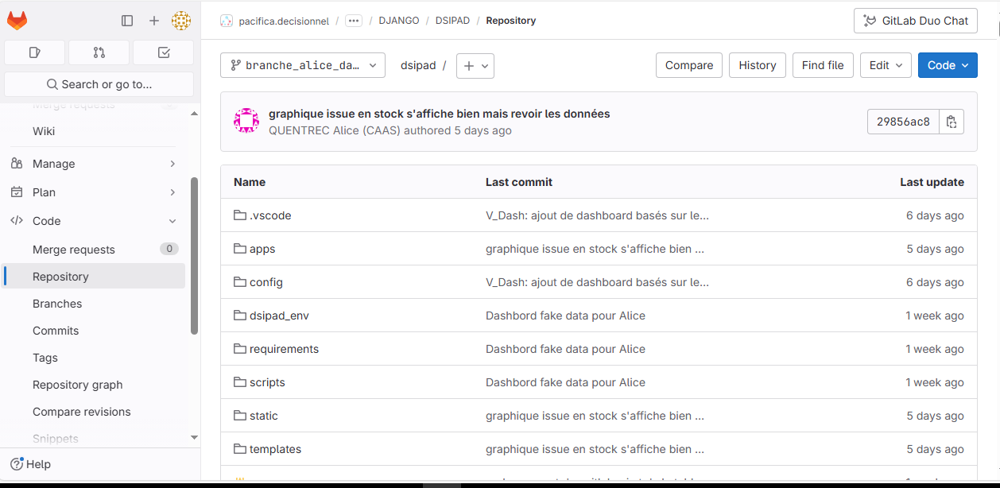 pacifica.decisionnel / ... / DJANGO / DSIPAD / Repository
GitLab Duo Chat
Search or go to...
Merge requests
Wiki
Manage
Plan
Code
Merge requests 0
Repository
Branches
Commits
Tags
Repository graph
Compare revisions
Snippets
Help
branche_alice_da… dsipad / +
Compare History Find file Edit Code
graphique issue en stock s'affiche bien mais revoir les données
QUENTREC Alice (CAAS) authored 5 days ago
29856ac8
Name Last commit Last update
.vscode V_Dash: ajout de dashboard basés sur le... 6 days ago
apps graphique issue en stock s'affiche bien ... 5 days ago
config V_Dash: ajout de dashboard basés sur le... 6 days ago
dsipad_env Dashbord fake data pour Alice 1 week ago
requirements Dashbord fake data pour Alice 1 week ago
scripts Dashbord fake data pour Alice 1 week ago
static graphique issue en stock s'affiche bien ... 5 days ago
templates graphique issue en stock s'affiche bien ... 5 days ago